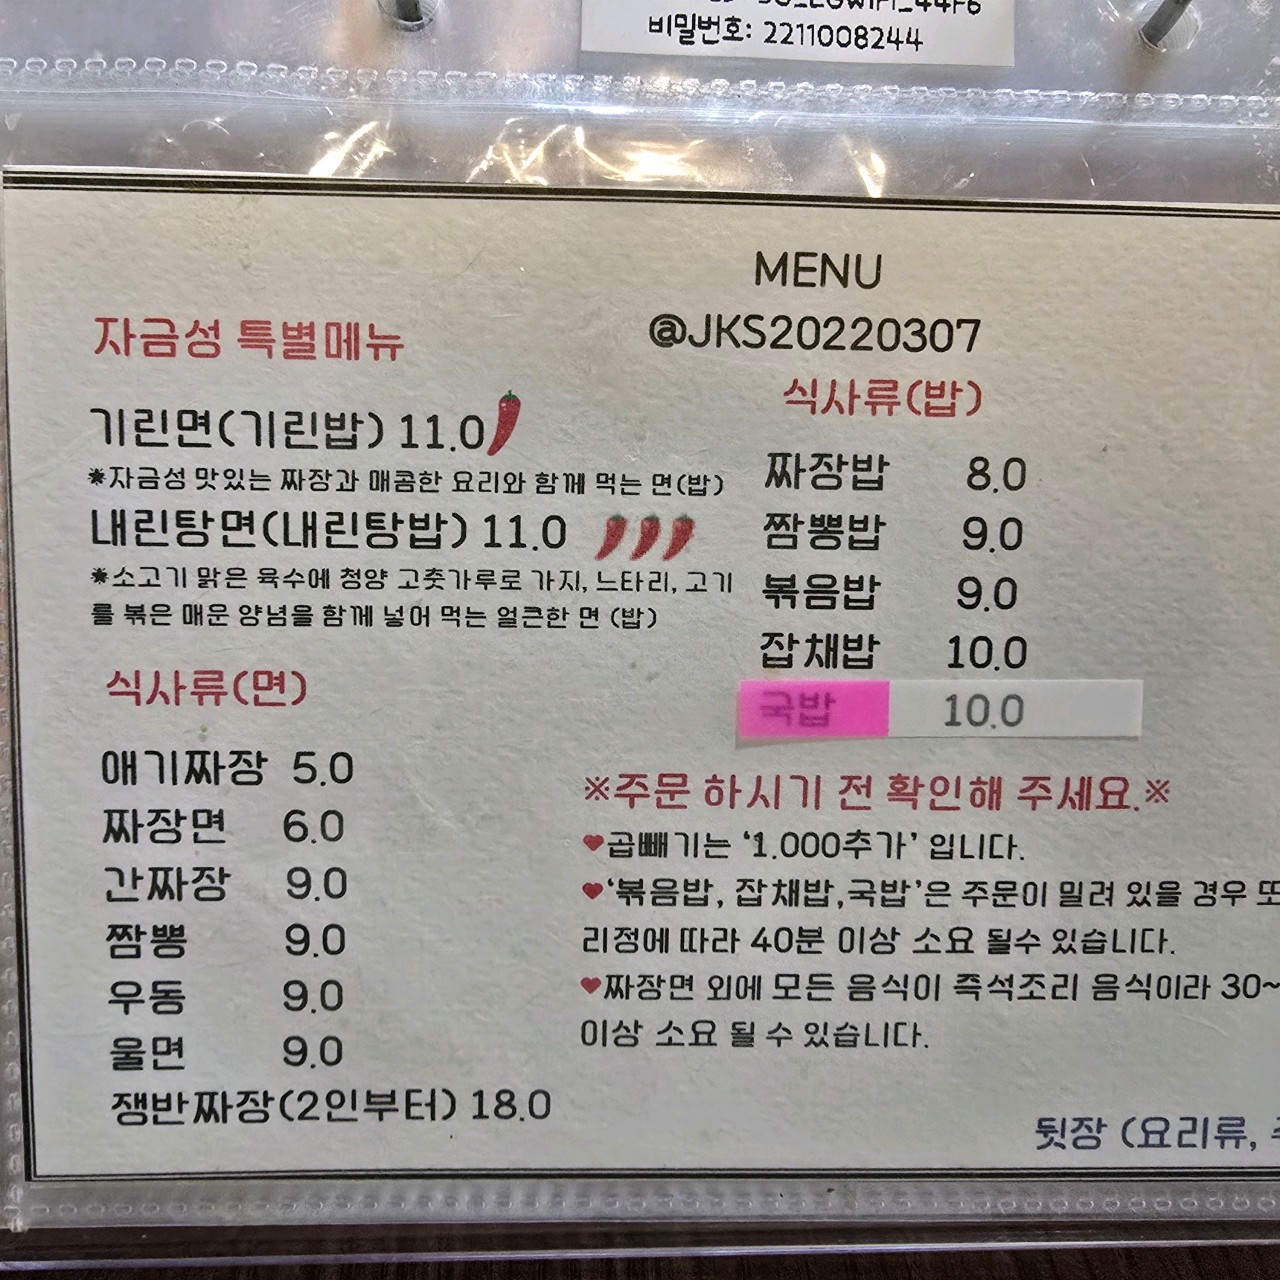 비밀번호: 2211008244
MENU
@JKS20220307
자금성 특별메뉴
기린면(기린밥) 11.0
*자금성 맛있는 짜장과 매콤한 요리와 함께 먹는 면(밥)
내린탕면(내린탕밥) 11.0
*소고기 맑은 육수에 청양 고춧가루로 가지, 느타리, 고기
를 볶은 매운 양념을 함께 넣어 먹는 얼큰한 면 (밥)
식사류(면)
애기짜장 5.0
짜장면 6.0
간짜장 9.0
짬뽕 9.0
우동 9.0
울면 9.0
쟁반짜장(2인부터) 18.0
식사류(밥)
짜장밥 8.0
짬뽕밥 9.0
볶음밥 9.0
잡채밥 10.0
국밥 10.0
※주문 하시기 전 확인해 주세요.※
♥곱빼기는 ‘1.000추가’ 입니다.
♥‘볶음밥, 잡채밥,국밥’은 주문이 밀려 있을 경우
리정에 따라 40분 이상 소요 될수 있습니다.
♥짜장면 외에 모든 음식이 즉석조리 음식이라 30~
이상 소요 될 수 있습니다.
뒷장 (요리류,